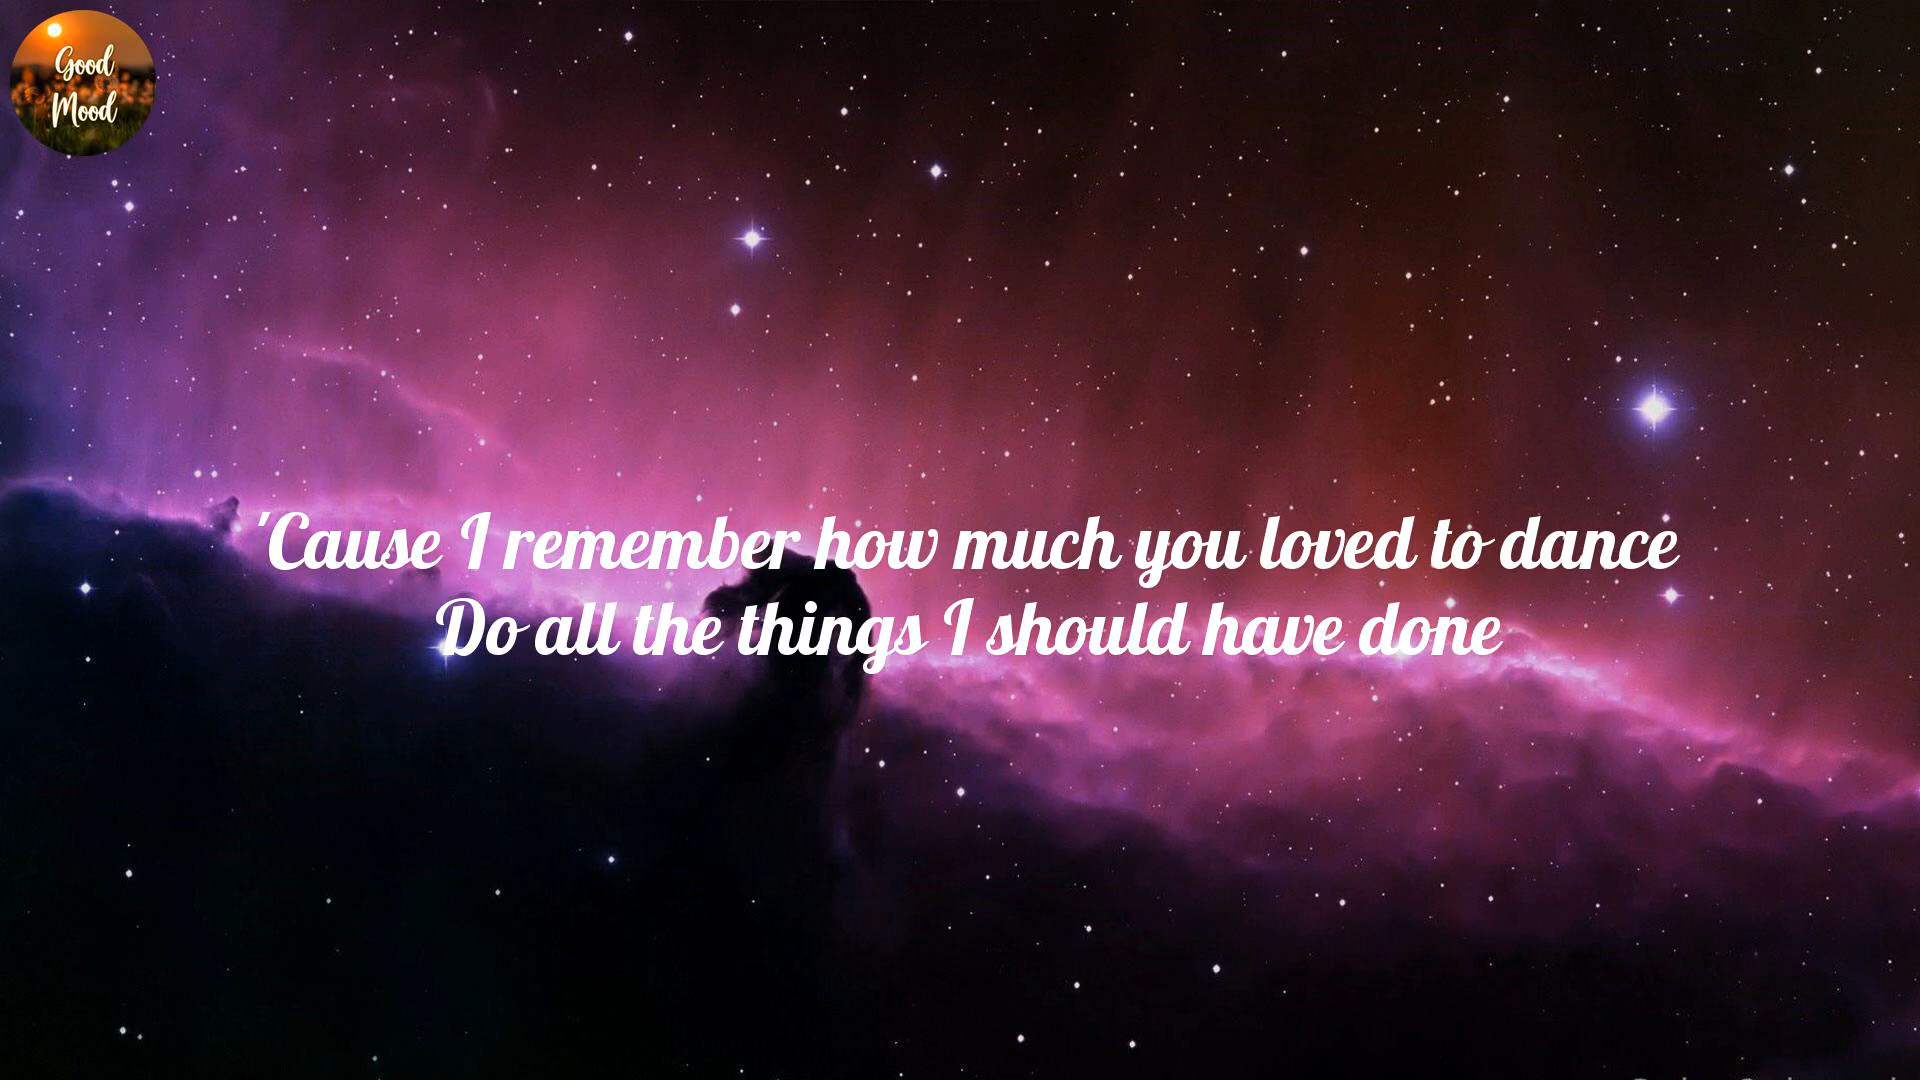 Good
Mood
'Cause I remember how much you loved to dance
Do all the things I should have done